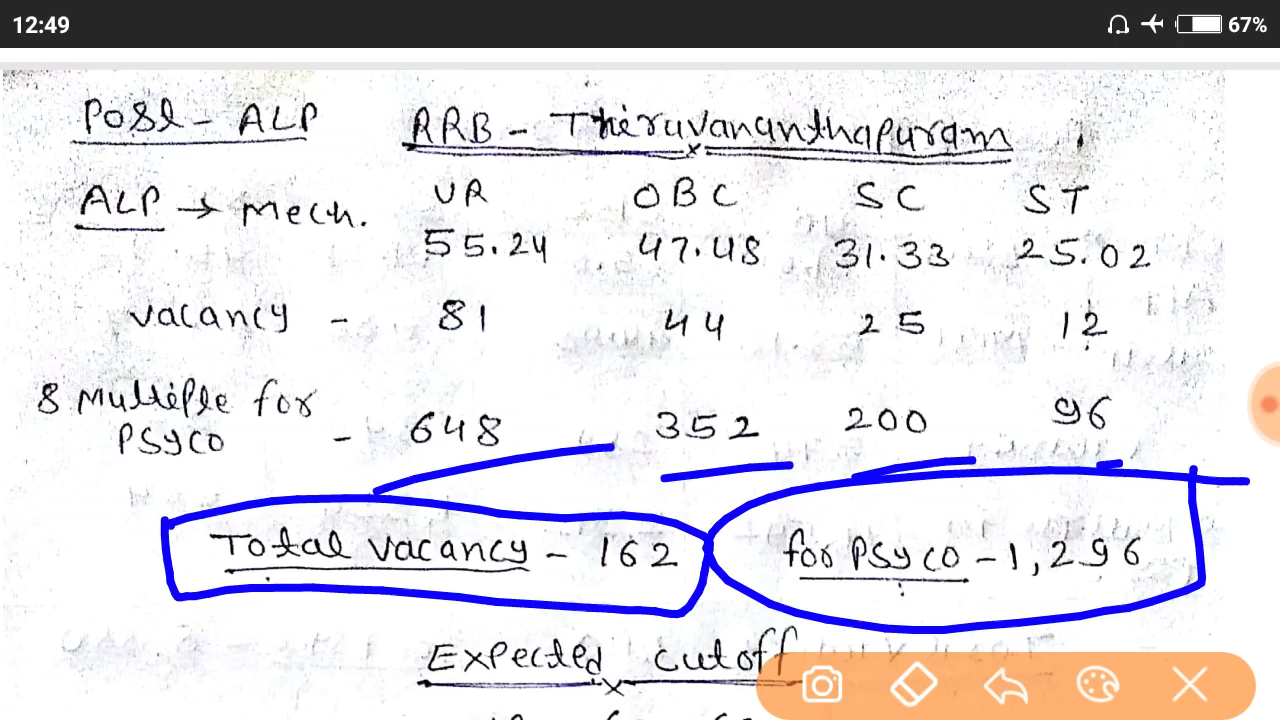 12:49 67%
Post - ALP RRB - Thiruvananthapuram
ALP → Mech. UR OBC SC ST
55.24 47.48 31.33 25.02
vacancy - 81 44 25 12
8 Multiple for
PSyco - 648 352 200 96
Total vacancy - 162 for PSyco - 1,296
Expected cutoff